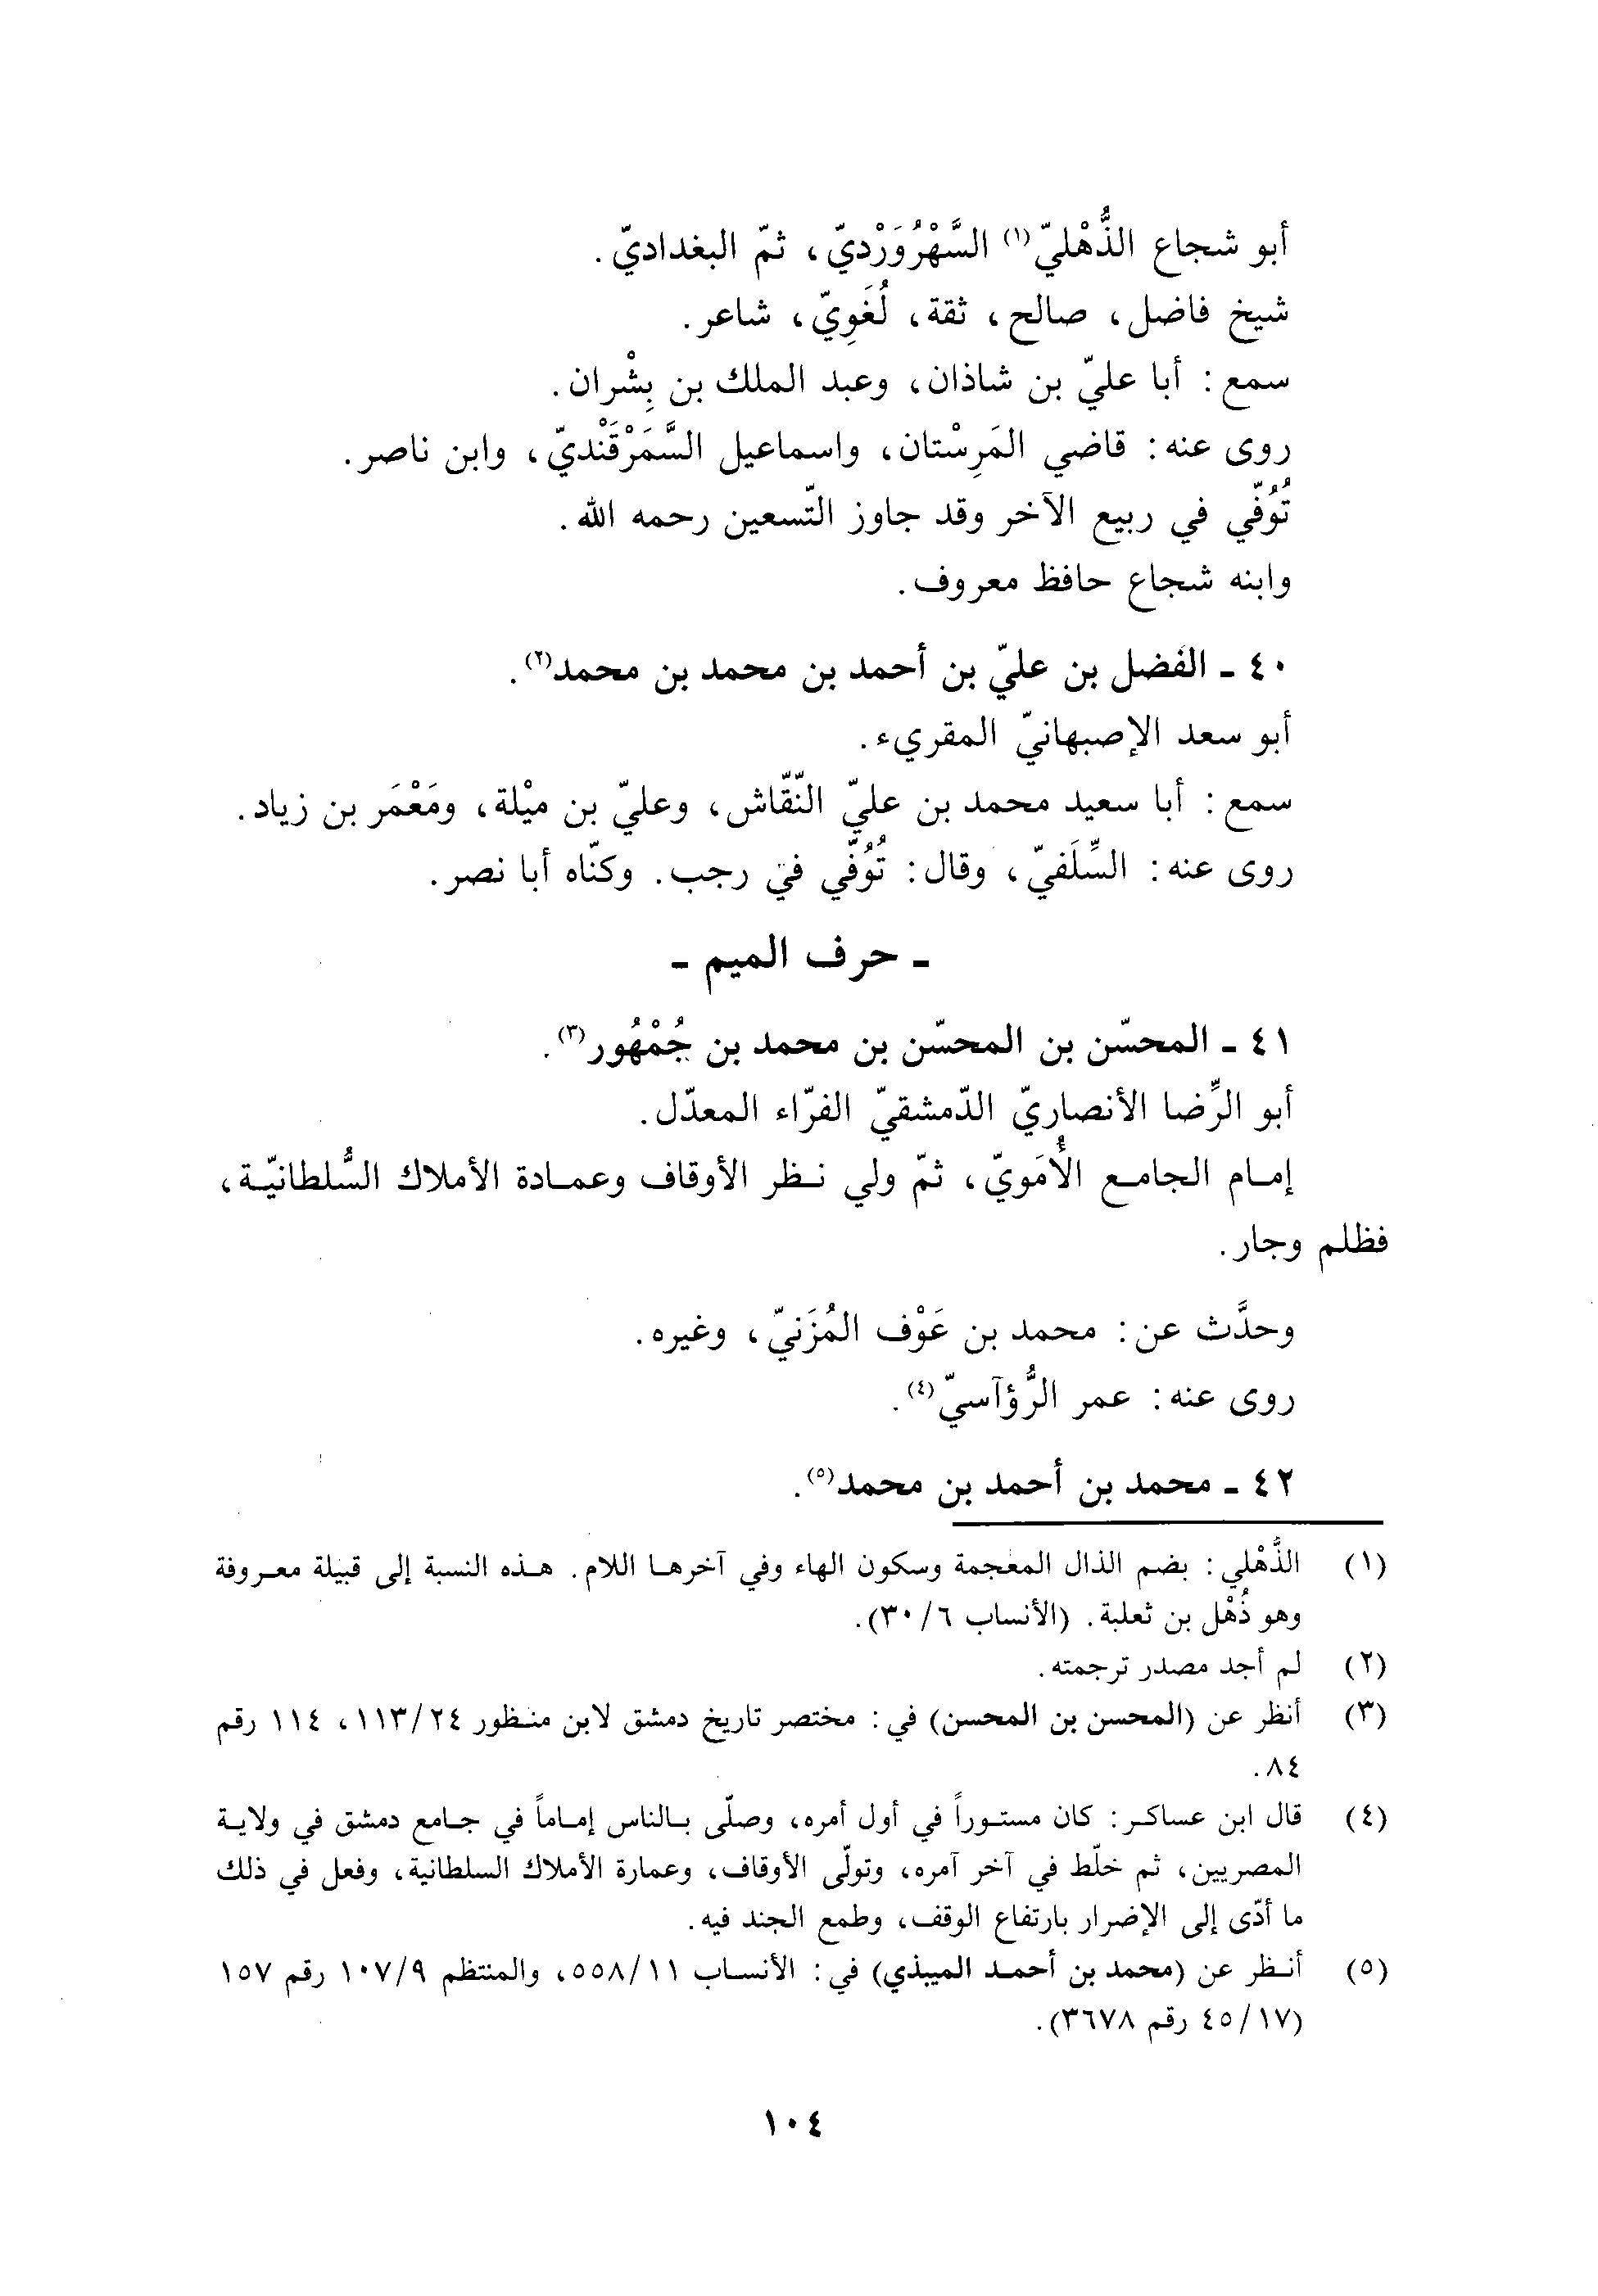 أبو شجاع الذُّهْليّ(١) السَّهْرُوَرْديّ، ثمّ البغداديّ.
شيخ فاضل، صالح، ثقة، لُغَوِيّ، شاعر.
سمع: أبا عليّ بن شاذان، وعبد الملك بن بِشْران.
روى عنه: قاضي المَرِسْتان، واسماعيل السَّمَرْقَنْديّ، وابن ناصر.
تُوُفّي في ربيع الآخر وقد جاوز التّسعين رحمه الله.
وابنه شجاع حافظ معروف.
٤٠ ـ الفضل بن عليّ بن أحمد بن محمد بن محمد(٢).
أبو سعد الإصبهانيّ المقريء.
سمع: أبا سعيد محمد بن عليّ النّقّاش، وعليّ بن ميْلة، ومَعْمَر بن زياد.
روى عنه: السِّلَفيّ، وقال: تُوُفّي في رجب. وكنّاه أبا نصر.
ـ حرف الميم ـ
٤١ ـ المحسّن بن المحسّن بن محمد بن جُمْهُور(٣).
أبو الرِّضا الأنصاريّ الدّمشقيّ الفرّاء المعدّل.
إمام الجامع الأُمَويّ، ثمّ ولي نظر الأوقاف وعمادة الأملاك السُّلطانيّة،
فظلم وجار.
وحدَّث عن: محمد بن عَوْف المُزَنيّ، وغيره.
روى عنه: عمر الرُّؤآسيّ(٤).
٤٢ ـ محمد بن أحمد بن محمد(٥).
(١) الذُّهْلي: بضم الذال المعجمة وسكون الهاء وفي آخرها اللام. هذه النسبة إلى قبيلة معروفة
وهو ذُهْل بن ثعلبة. (الأنساب ٣٠/٦).
(٢) لم أجد مصدر ترجمته.
(٣) أنظر عن (المحسن بن المحسن) في: مختصر تاريخ دمشق لابن منظور ١١٣/٢٤، ١١٤ رقم
٨٤.
(٤) قال ابن عساكر: كان مستوراً في أول أمره، وصلّى بالناس إماماً في جامع دمشق في ولاية
المصريين، ثم خلّط في آخر آمره، وتولّى الأوقاف، وعمارة الأملاك السلطانية، وفعل في ذلك
ما أدّى إلى الإضرار بارتفاع الوقف، وطمع الجند فيه.
(٥) أنظر عن (محمد بن أحمد الميبذي) في: الأنساب ٥٥٨/١١، والمنتظم ١٠٧/٩ رقم ١٥٧
(٤٥/١٧ رقم ٣٦٧٨).
١٠٤